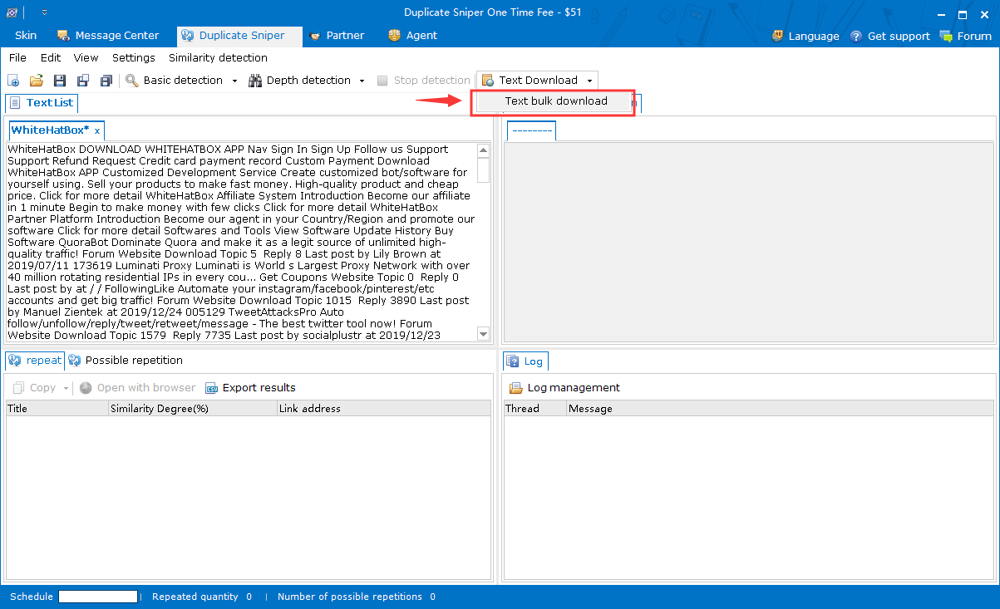 Duplicate Sniper One Time Fee - $51
Skin Message Center Duplicate Sniper Partner Agent Language Get support Forum
File Edit View Settings Similarity detection
Basic detection Depth detection Stop detection Text Download
Text List Text bulk download
WhiteHatBox* x --------
WhiteHatBox DOWNLOAD WHITEHATBOX APP Nav Sign In Sign Up Follow us Support
Support Refund Request Credit card payment record Custom Payment Download
WhiteHatBox APP Customized Development Service Create customized bot/software for
yourself using. Sell your products to make fast money. High-quality product and cheap
price. Click for more detail WhiteHatBox Affiliate System Introduction Become our affiliate
in 1 minute Begin to make money with few clicks Click for more detail WhiteHatBox
Partner Platform Introduction Become our agent in your Country/Region and promote our
software Click for more detail Softwares and Tools View Software Update History Buy
Software QuoraBot Dominate Quora and make it as a legit source of unlimited high-
quality traffic! Forum Website Download Topic 5  Reply 8 Last post by Lily Brown at
2019/07/11 173619 Luminati Proxy Luminati is World s Largest Proxy Network with over
40 million rotating residential IPs in every cou... Get Coupons Website Topic 0  Reply 0
Last post by at / / FollowingLike Automate your instagram/facebook/pinterest/etc
accounts and get big traffic! Forum Website Download Topic 1015  Reply 3890 Last post
by Manuel Zientek at 2019/12/24 005129 TweetAttacksPro Auto
follow/unfollow/reply/tweet/retweet/message - The best twitter tool now! Forum
Website Download Topic 1579  Reply 7735 Last post by socialplustr at 2019/12/23
repeat Possible repetition
Copy Open with browser Export results
Title Similarity Degree(%) Link address
Log
Log management
Thread Message
Schedule | Repeated quantity 0 | Number of possible repetitions 0